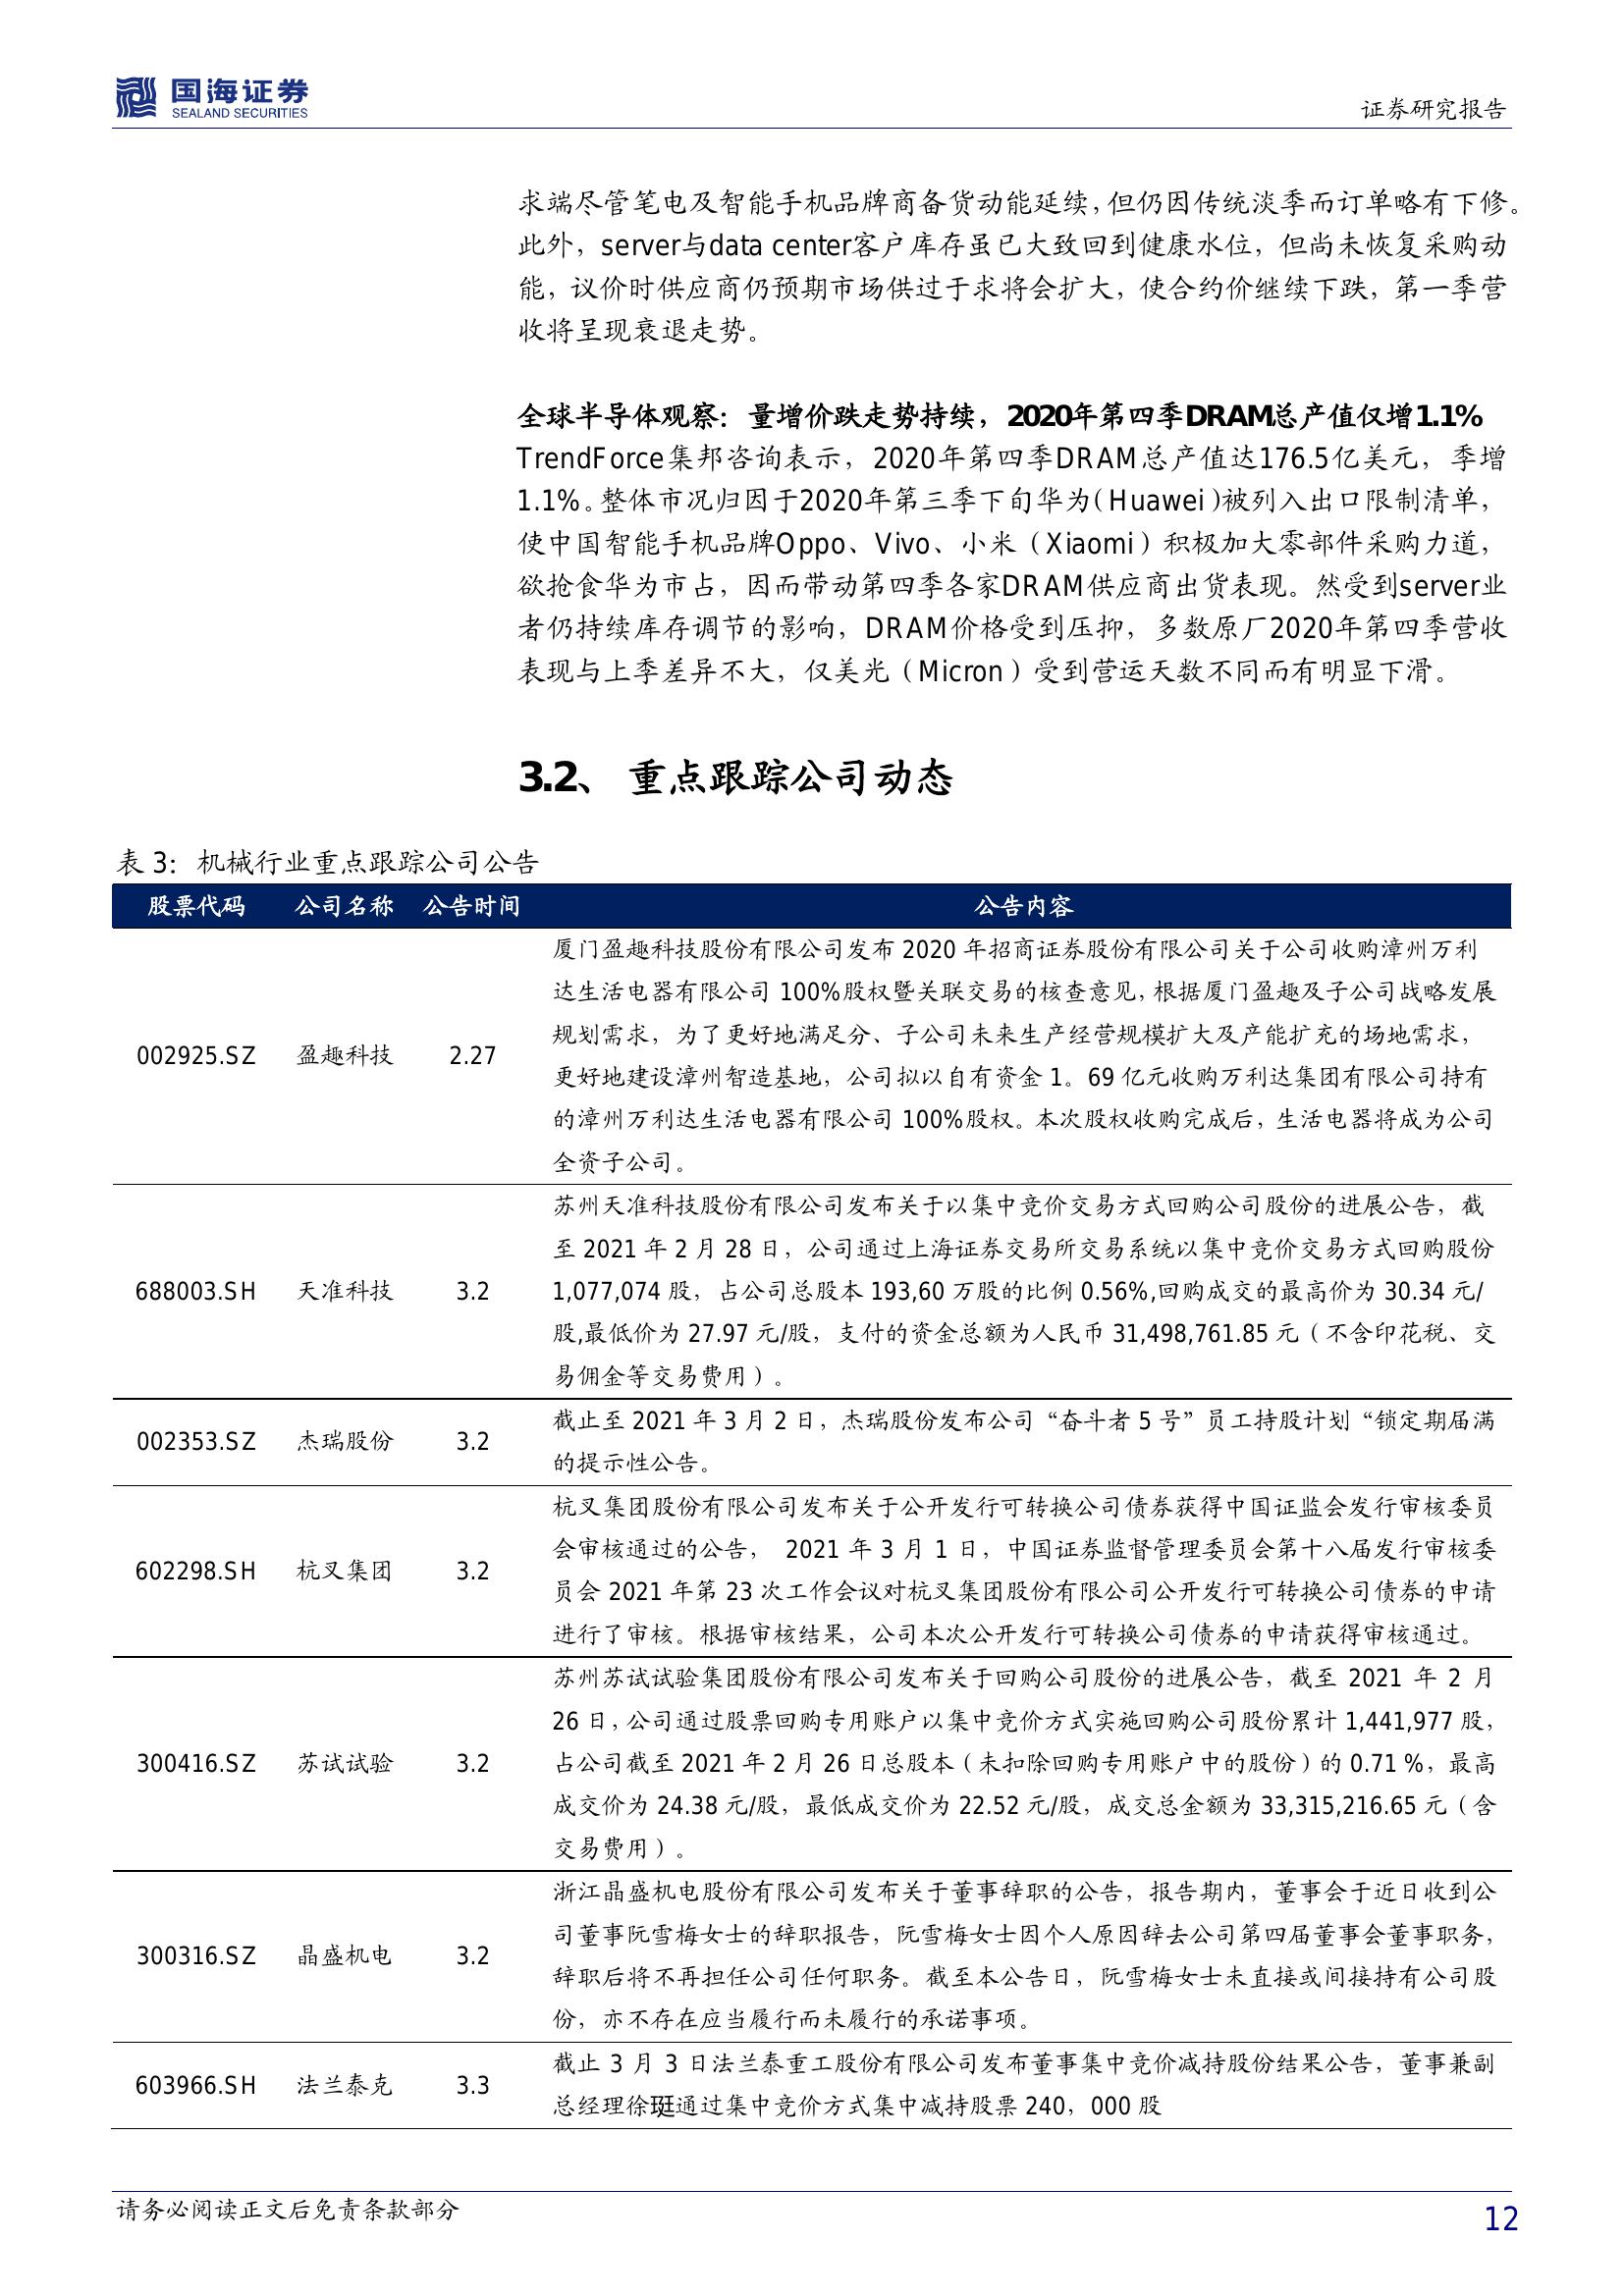 国海证券
SEALAND SECURITIES
证券研究报告
求端尽管笔电及智能手机品牌商备货动能延续，但仍因传统淡季而订单略有下修。
此外，server与data center客户库存虽已大致回到健康水位，但尚未恢复采购动
能，议价时供应商仍预期市场供过于求将会扩大，使合约价继续下跌，第一季营
收将呈现衰退走势。
全球半导体观察：量增价跌走势持续，2020年第四季DRAM总产值仅增1.1%
TrendForce集邦咨询表示，2020年第四季DRAM总产值达176.5亿美元，季增
1.1%。整体市况归因于2020年第三季下旬华为（Huawei）被列入出口限制清单，
使中国智能手机品牌Oppo、Vivo、小米（Xiaomi）积极加大零部件采购力道，
欲抢食华为市占，因而带动第四季各家DRAM供应商出货表现。然受到server业
者仍持续库存调节的影响，DRAM价格受到压抑，多数原厂2020年第四季营收
表现与上季差异不大，仅美光（Micron）受到营运天数不同而有明显下滑。
3.2、 重点跟踪公司动态
表 3：机械行业重点跟踪公司公告
股票代码 公司名称 公告时间 公告内容
厦门盈趣科技股份有限公司发布 2020 年招商证券股份有限公司关于公司收购漳州万利
达生活电器有限公司 100%股权暨关联交易的核查意见，根据厦门盈趣及子公司战略发展
规划需求，为了更好地满足分、子公司未来生产经营规模扩大及产能扩充的场地需求，
002925.SZ 盈趣科技 2.27
更好地建设漳州智造基地，公司拟以自有资金 1。69 亿元收购万利达集团有限公司持有
的漳州万利达生活电器有限公司 100%股权。本次股权收购完成后，生活电器将成为公司
全资子公司。
苏州天准科技股份有限公司发布关于以集中竞价交易方式回购公司股份的进展公告，截
至 2021 年 2 月 28 日，公司通过上海证券交易所交易系统以集中竞价交易方式回购股份
688003.SH 天准科技 3.2 1,077,074 股，占公司总股本 193,60 万股的比例 0.56%,回购成交的最高价为 30.34 元/
股,最低价为 27.97 元/股，支付的资金总额为人民币 31,498,761.85 元（不含印花税、交
易佣金等交易费用）。
截止至 2021 年 3 月 2 日，杰瑞股份发布公司“奋斗者 5 号”员工持股计划“锁定期届满
002353.SZ 杰瑞股份 3.2
的提示性公告。
杭叉集团股份有限公司发布关于公开发行可转换公司债券获得中国证监会发行审核委员
会审核通过的公告， 2021 年 3 月 1 日，中国证券监督管理委员会第十八届发行审核委
602298.SH 杭叉集团 3.2
员会 2021 年第 23 次工作会议对杭叉集团股份有限公司公开发行可转换公司债券的申请
进行了审核。根据审核结果，公司本次公开发行可转换公司债券的申请获得审核通过。
苏州苏试试验集团股份有限公司发布关于回购公司股份的进展公告，截至 2021 年 2 月
26 日，公司通过股票回购专用账户以集中竞价方式实施回购公司股份累计 1,441,977 股，
300416.SZ 苏试试验 3.2 占公司截至 2021 年 2 月 26 日总股本（未扣除回购专用账户中的股份）的 0.71 %，最高
成交价为 24.38 元/股，最低成交价为 22.52 元/股，成交总金额为 33,315,216.65 元（含
交易费用）。
浙江晶盛机电股份有限公司发布关于董事辞职的公告，报告期内，董事会于近日收到公
司董事阮雪梅女士的辞职报告，阮雪梅女士因个人原因辞去公司第四届董事会董事职务，
300316.SZ 晶盛机电 3.2
辞职后将不再担任公司任何职务。截至本公告日，阮雪梅女士未直接或间接持有公司股
份，亦不存在应当履行而未履行的承诺事项。
截止 3 月 3 日法兰泰重工股份有限公司发布董事集中竞价减持股份结果公告，董事兼副
603966.SH 法兰泰克 3.3
总经理徐珽通过集中竞价方式集中减持股票 240，000 股
请务必阅读正文后免责条款部分
12